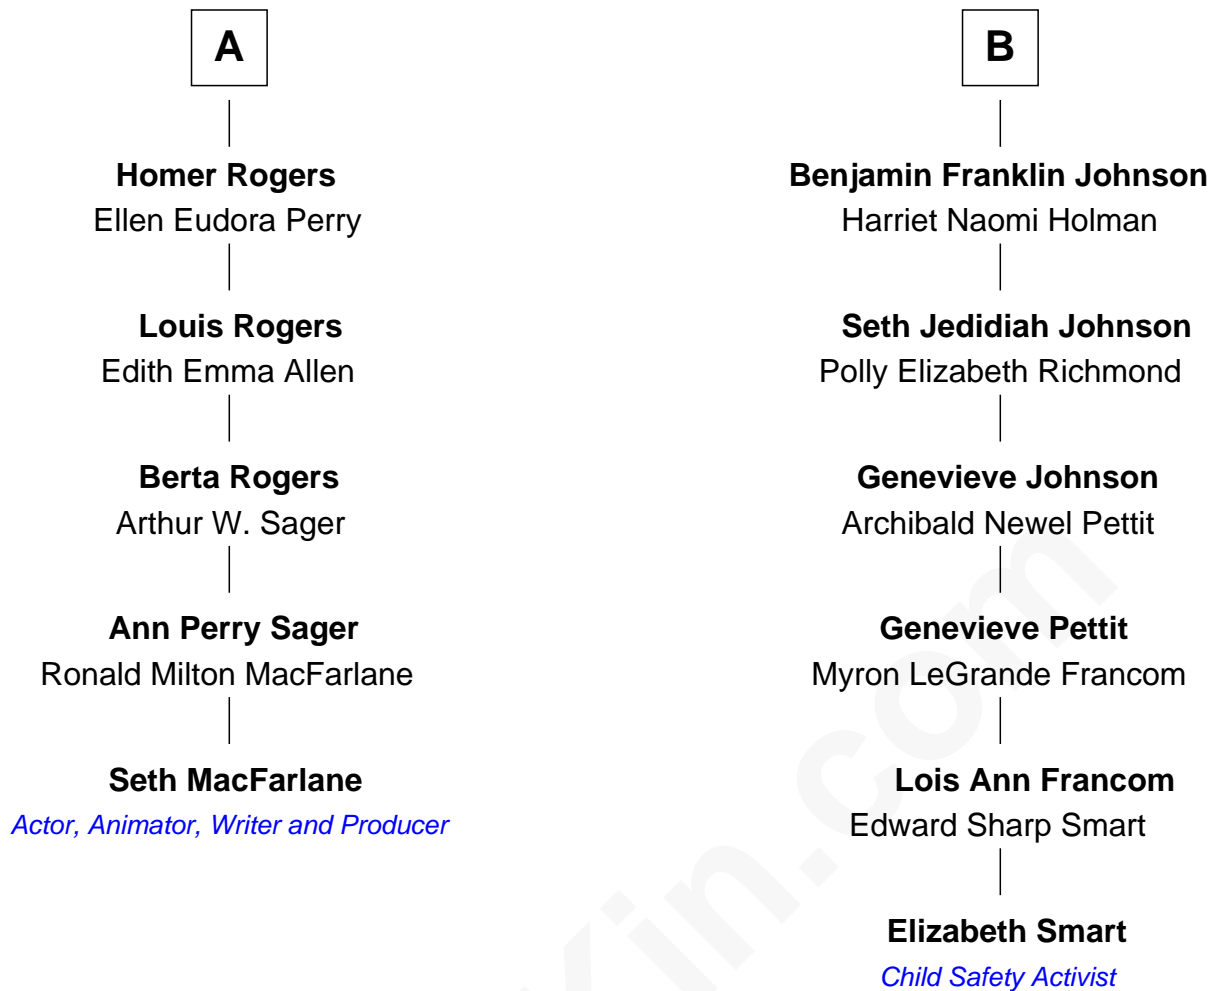 A
Homer Rogers
Ellen Eudora Perry
Louis Rogers
Edith Emma Allen
Berta Rogers
Arthur W. Sager
Ann Perry Sager
Ronald Milton MacFarlane
Seth MacFarlane
Actor, Animator, Writer and Producer
B
Benjamin Franklin Johnson
Harriet Naomi Holman
Seth Jedidiah Johnson
Polly Elizabeth Richmond
Genevieve Johnson
Archibald Newel Pettit
Genevieve Pettit
Myron LeGrande Francom
Lois Ann Francom
Edward Sharp Smart
Elizabeth Smart
Child Safety Activist
Kin.com